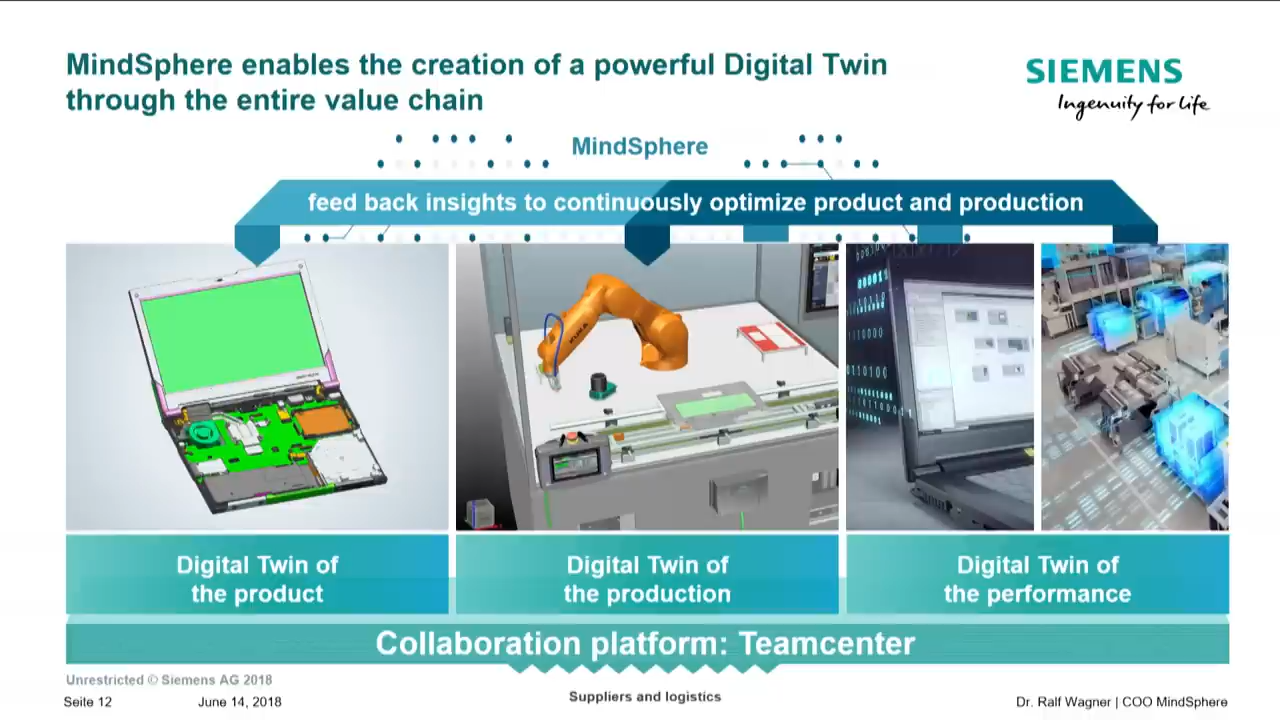 MindSphere enables the creation of a powerful Digital Twin
through the entire value chain
SIEMENS
Ingenuity for life
MindSphere
feed back insights to continuously optimize product and production
KUKA
Digital Twin of
the product
Digital Twin of
the production
Digital Twin of
the performance
Collaboration platform: Teamcenter
Unrestricted © Siemens AG 2018
Seite 12
June 14, 2018
Suppliers and logistics
Dr. Ralf Wagner | COO MindSphere